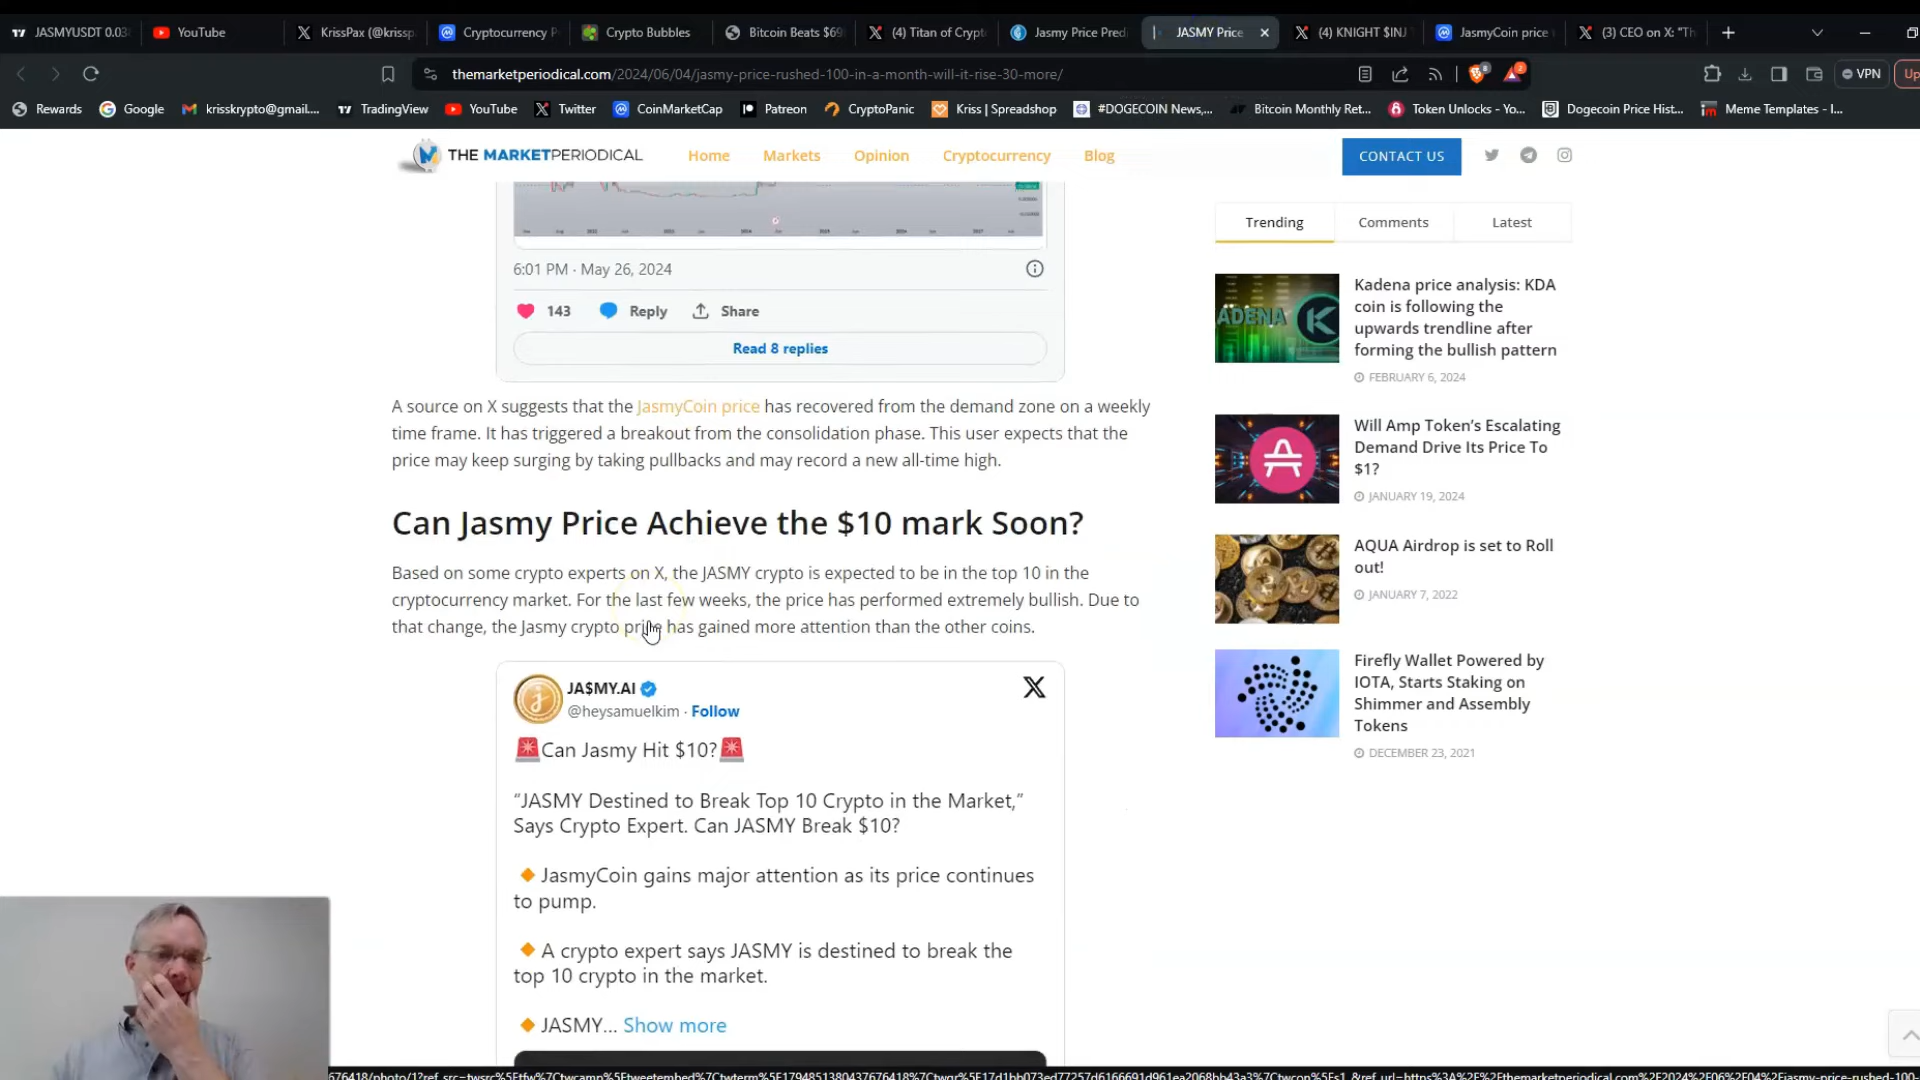 JASMYUSDT 0.03
YouTube
KrissPax (@krissp
Cryptocurrency P
Crypto Bubbles
Bitcoin Beats $69
(4) Titan of Crypt
Jasmy Price Pred
JASMY Price
(4) KNIGHT $INJ
JasmyCoin price
(3) CEO on X: "Th
themarketperiodical.com/2024/06/04/jasmy-price-rushed-100-in-a-month-will-it-rise-30-more/
VPN
Up
Rewards
Google
krisskrypto@gmail....
TradingView
YouTube
Twitter
CoinMarketCap
Patreon
CryptoPanic
Kriss | Spreadshop
#DOGECOIN News,...
Bitcoin Monthly Ret...
Token Unlocks - Yo...
Dogecoin Price Hist...
Meme Templates - I...
THE MARKETPERIODICAL
Home
Markets
Opinion
Cryptocurrency
Blog
CONTACT US
6:01 PM · May 26, 2024
143
Reply
Share
Read 8 replies
A source on X suggests that the JasmyCoin price has recovered from the demand zone on a weekly
time frame. It has triggered a breakout from the consolidation phase. This user expects that the
price may keep surging by taking pullbacks and may record a new all-time high.
Can Jasmy Price Achieve the $10 mark Soon?
Based on some crypto experts on X, the JASMY crypto is expected to be in the top 10 in the
cryptocurrency market. For the last few weeks, the price has performed extremely bullish. Due to
that change, the Jasmy crypto price has gained more attention than the other coins.
JA$MY.AI
@heysamuelkim · Follow
🚨Can Jasmy Hit $10?🚨
“JASMY Destined to Break Top 10 Crypto in the Market,”
Says Crypto Expert. Can JASMY Break $10?
🔸JasmyCoin gains major attention as its price continues
to pump.
🔸A crypto expert says JASMY is destined to break the
top 10 crypto in the market.
🔸JASMY... Show more
Trending
Comments
Latest
Kadena price analysis: KDA
coin is following the
upwards trendline after
forming the bullish pattern
FEBRUARY 6, 2024
Will Amp Token’s Escalating
Demand Drive Its Price To
$1?
JANUARY 19, 2024
AQUA Airdrop is set to Roll
out!
JANUARY 7, 2022
Firefly Wallet Powered by
IOTA, Starts Staking on
Shimmer and Assembly
Tokens
DECEMBER 23, 2021